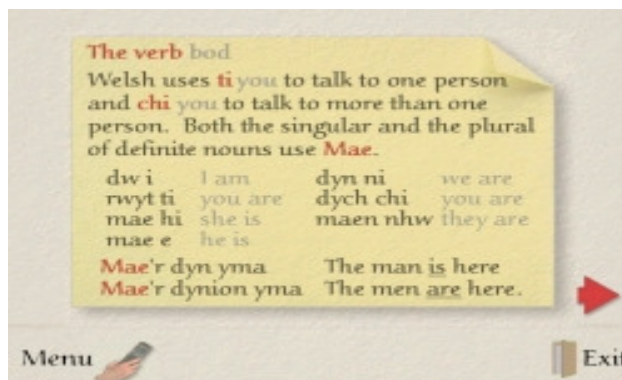 The verb bod
Welsh uses ti you to talk to one person
and chi you to talk to more than one
person. Both the singular and the plural
of definite nouns use Mae.
dw i I am dyn ni we are
rwyt ti you are dych chi you are
mae hi she is maen nhw they are
mae e he is
Mae'r dyn yma The man is here
Mae'r dynion yma The men are here.
Menu Exit